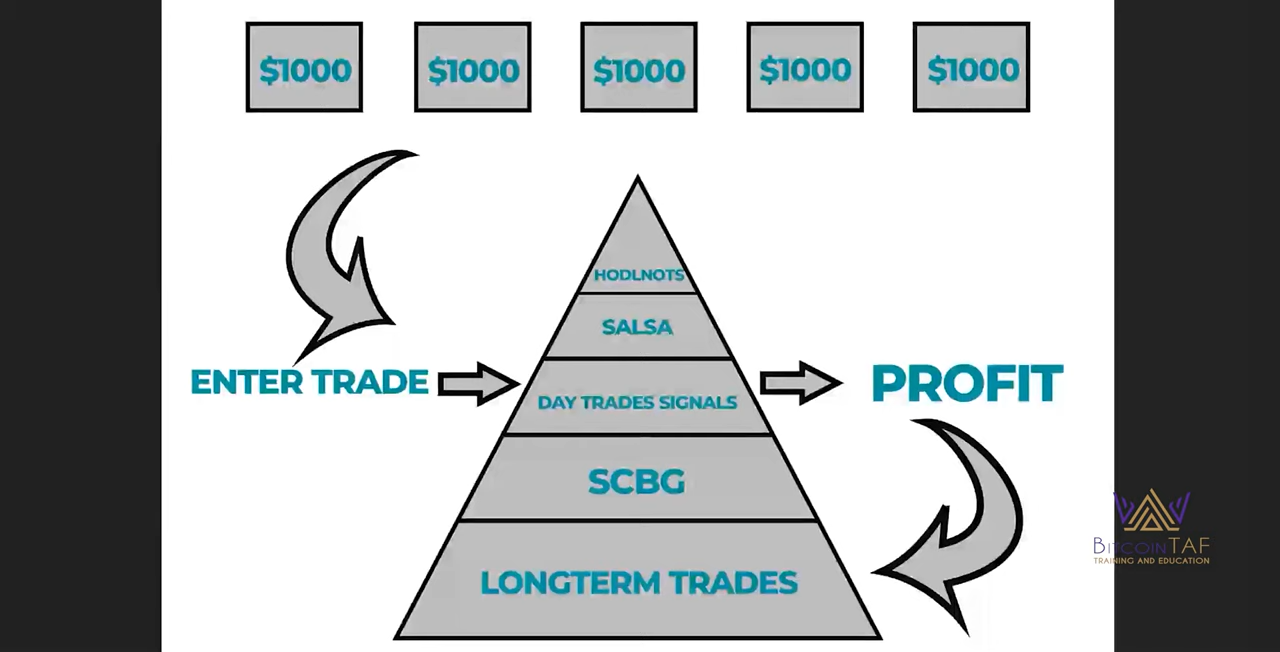 $1000 $1000 $1000 $1000 $1000
HODLNOTS
SALSA
ENTER TRADE
DAY TRADES SIGNALS
PROFIT
SCBG
LONGTERM TRADES
BITCOINTAF
TRAINING AND EDUCATION